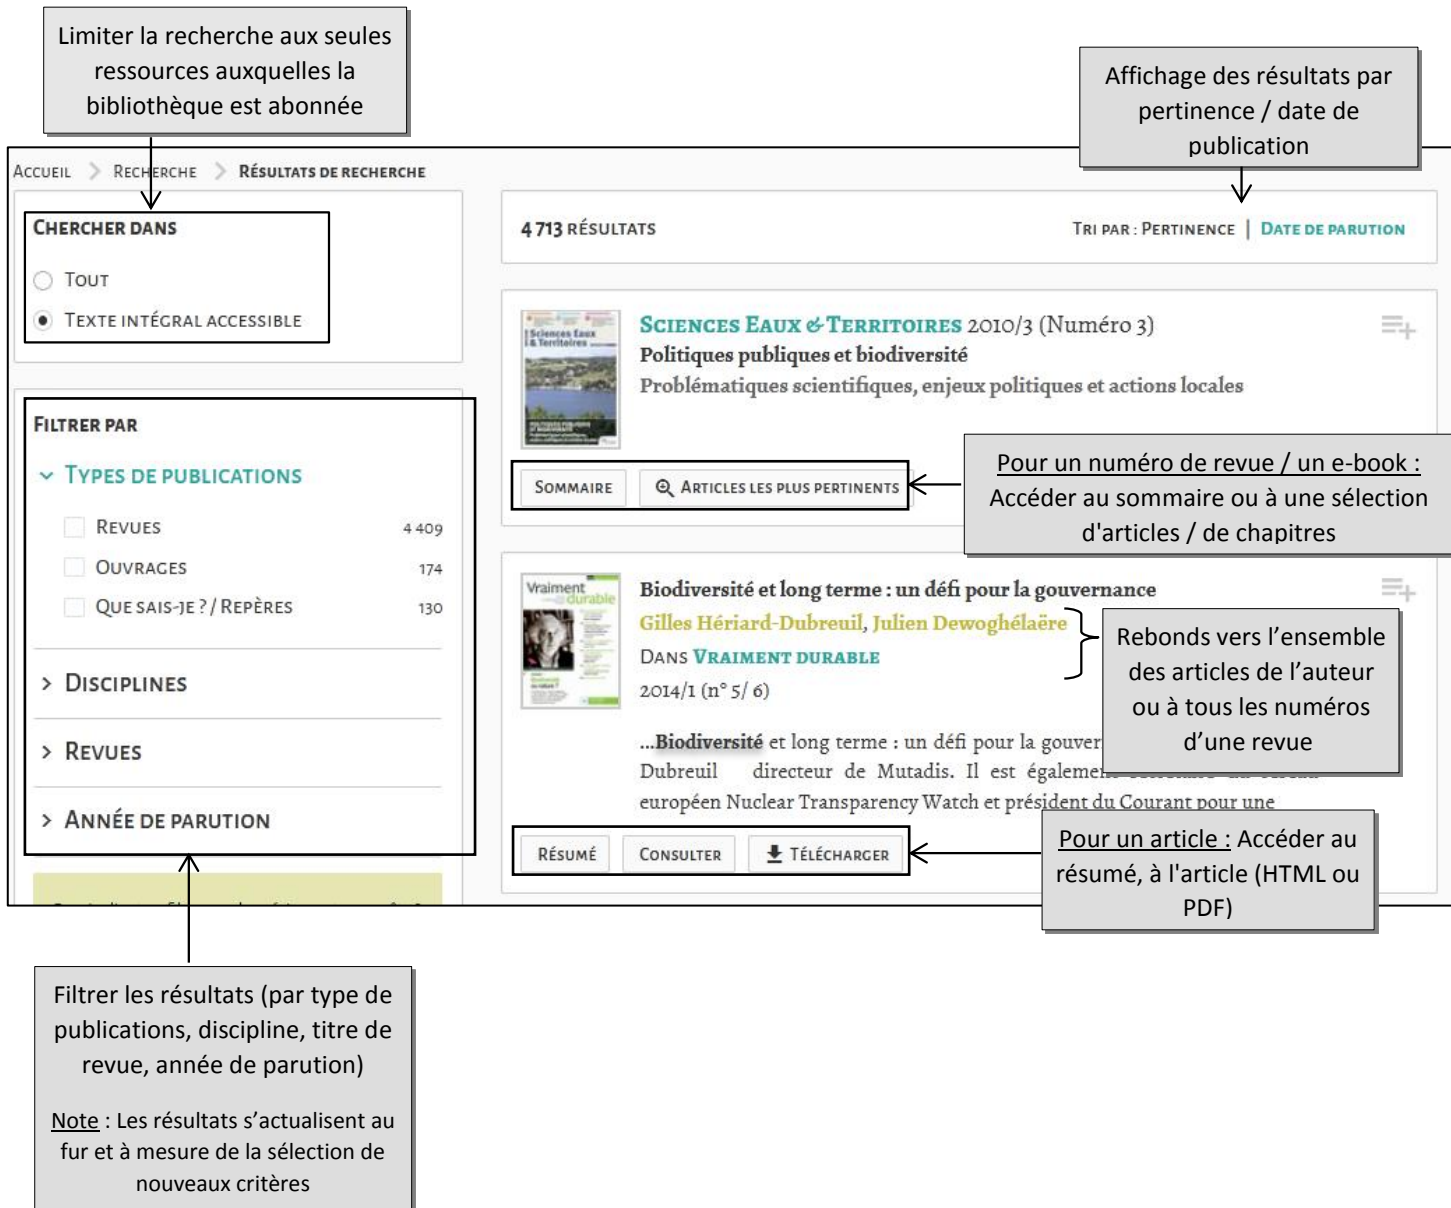 Limiter la recherche aux seules
ressources auxquelles la
bibliothèque est abonnée
Affichage des résultats par
pertinence / date de
publication
ACCUEIL > RECHERCHE > RÉSULTATS DE RECHERCHE
CHERCHER DANS
TOUT
TEXTE INTÉGRAL ACCESSIBLE
FILTRER PAR
TYPES DE PUBLICATIONS
REVUES 4 409
OUVRAGES 174
QUE SAIS-JE ? / REPÈRES 130
> DISCIPLINES
> REVUES
> ANNÉE DE PARUTION
4 713 RÉSULTATS
TRI PAR : PERTINENCE | DATE DE PARUTION
Sciences Eaux
& Territoires
SCIENCES EAUX & TERRITOIRES 2010/3 (Numéro 3)
Politiques publiques et biodiversité
Problématiques scientifiques, enjeux politiques et actions locales
SOMMAIRE
ARTICLES LES PLUS PERTINENTS
Pour un numéro de revue / un e-book :
Accéder au sommaire ou à une sélection
d'articles / de chapitres
Vraiment
durable
Biodiversité et long terme : un défi pour la gouvernance
Gilles Hériard-Dubreuil, Julien Dewoghélaëre
DANS VRAIMENT DURABLE
2014/1 (n° 5/ 6)
...Biodiversité et long terme : un défi pour la gouver
Dubreuil directeur de Mutadis. Il est égalemen
européen Nuclear Transparency Watch et président du Courant pour une
Rebonds vers l’ensemble
des articles de l’auteur
ou à tous les numéros
d’une revue
RÉSUMÉ
CONSULTER
TÉLÉCHARGER
Pour un article : Accéder au
résumé, à l'article (HTML ou
PDF)
Filtrer les résultats (par type de
publications, discipline, titre de
revue, année de parution)
Note : Les résultats s’actualisent au
fur et à mesure de la sélection de
nouveaux critères